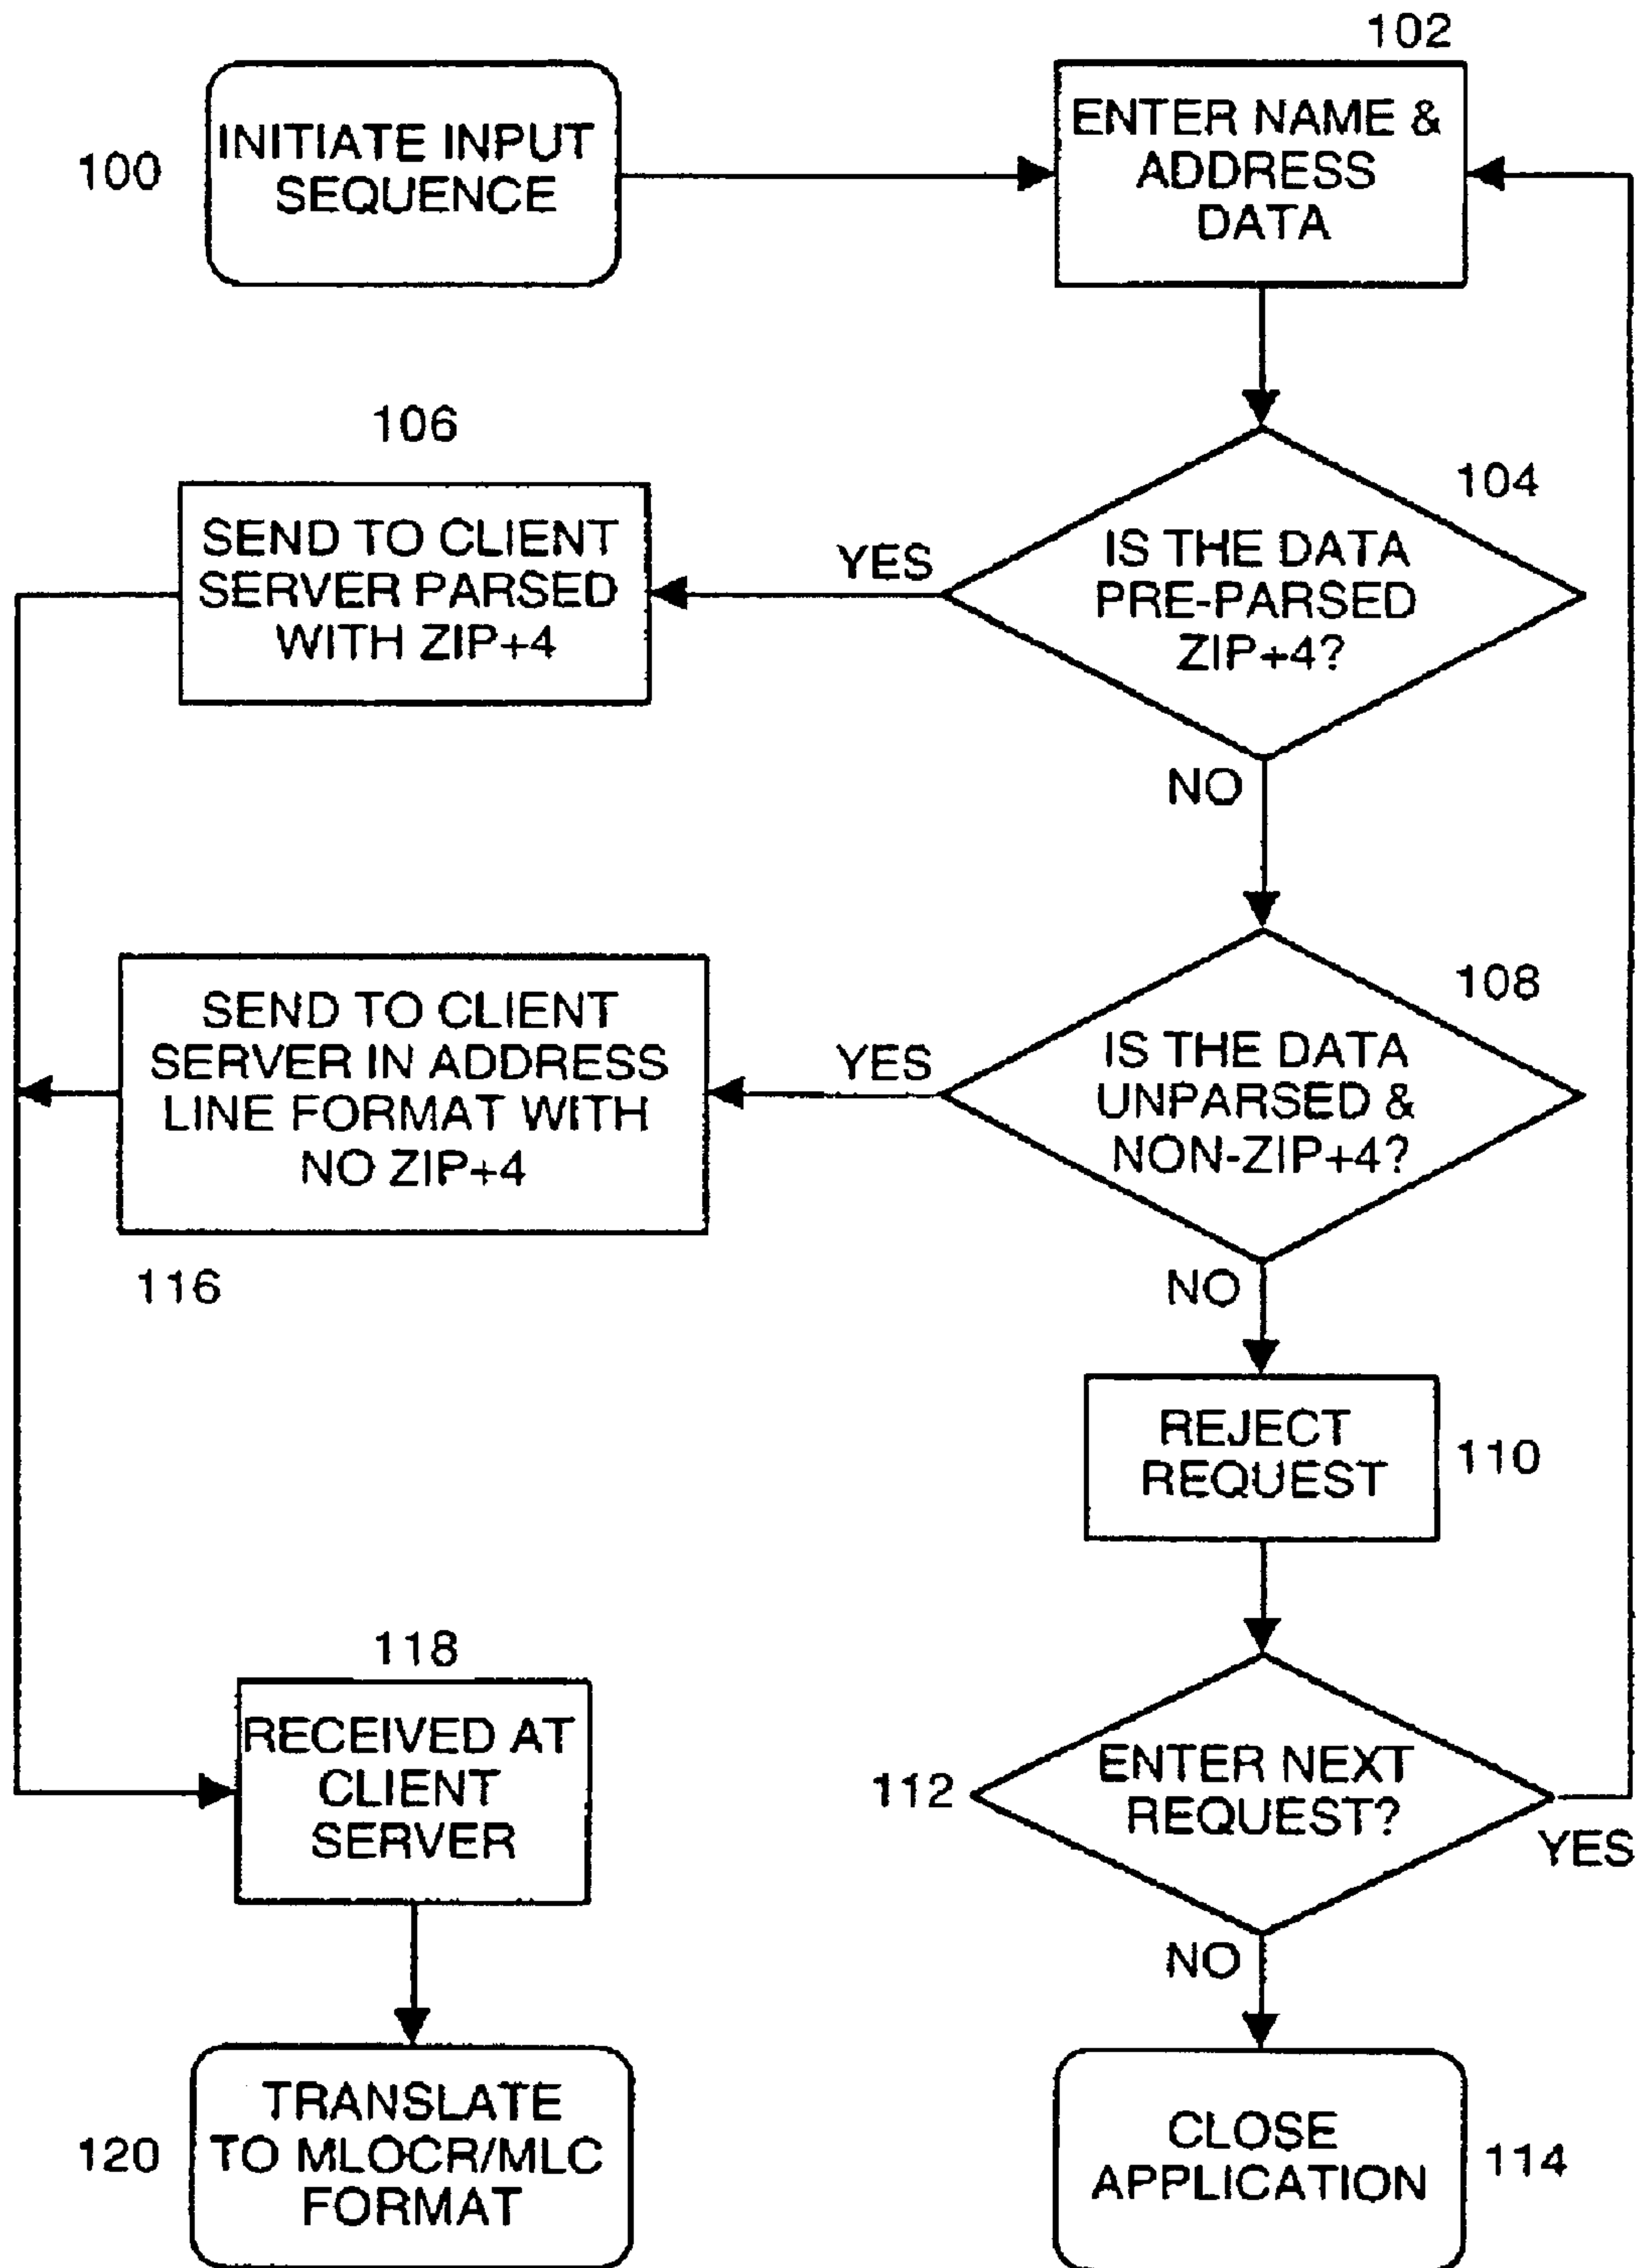 102
100
INITIATE INPUT
SEQUENCE
ENTER NAME &
ADDRESS
DATA
106
104
SEND TO CLIENT
SERVER PARSED
WITH ZIP+4
YES
IS THE DATA
PRE-PARSED
ZIP+4?
NO
108
SEND TO CLIENT
SERVER IN ADDRESS
LINE FORMAT WITH
NO ZIP+4
YES
IS THE DATA
UNPARSED &
NON-ZIP+4?
116
NO
REJECT
REQUEST
110
118
RECEIVED AT
CLIENT
SERVER
112
ENTER NEXT
REQUEST?
YES
NO
120
TRANSLATE
TO MLOCR/MLC
FORMAT
CLOSE
APPLICATION
114